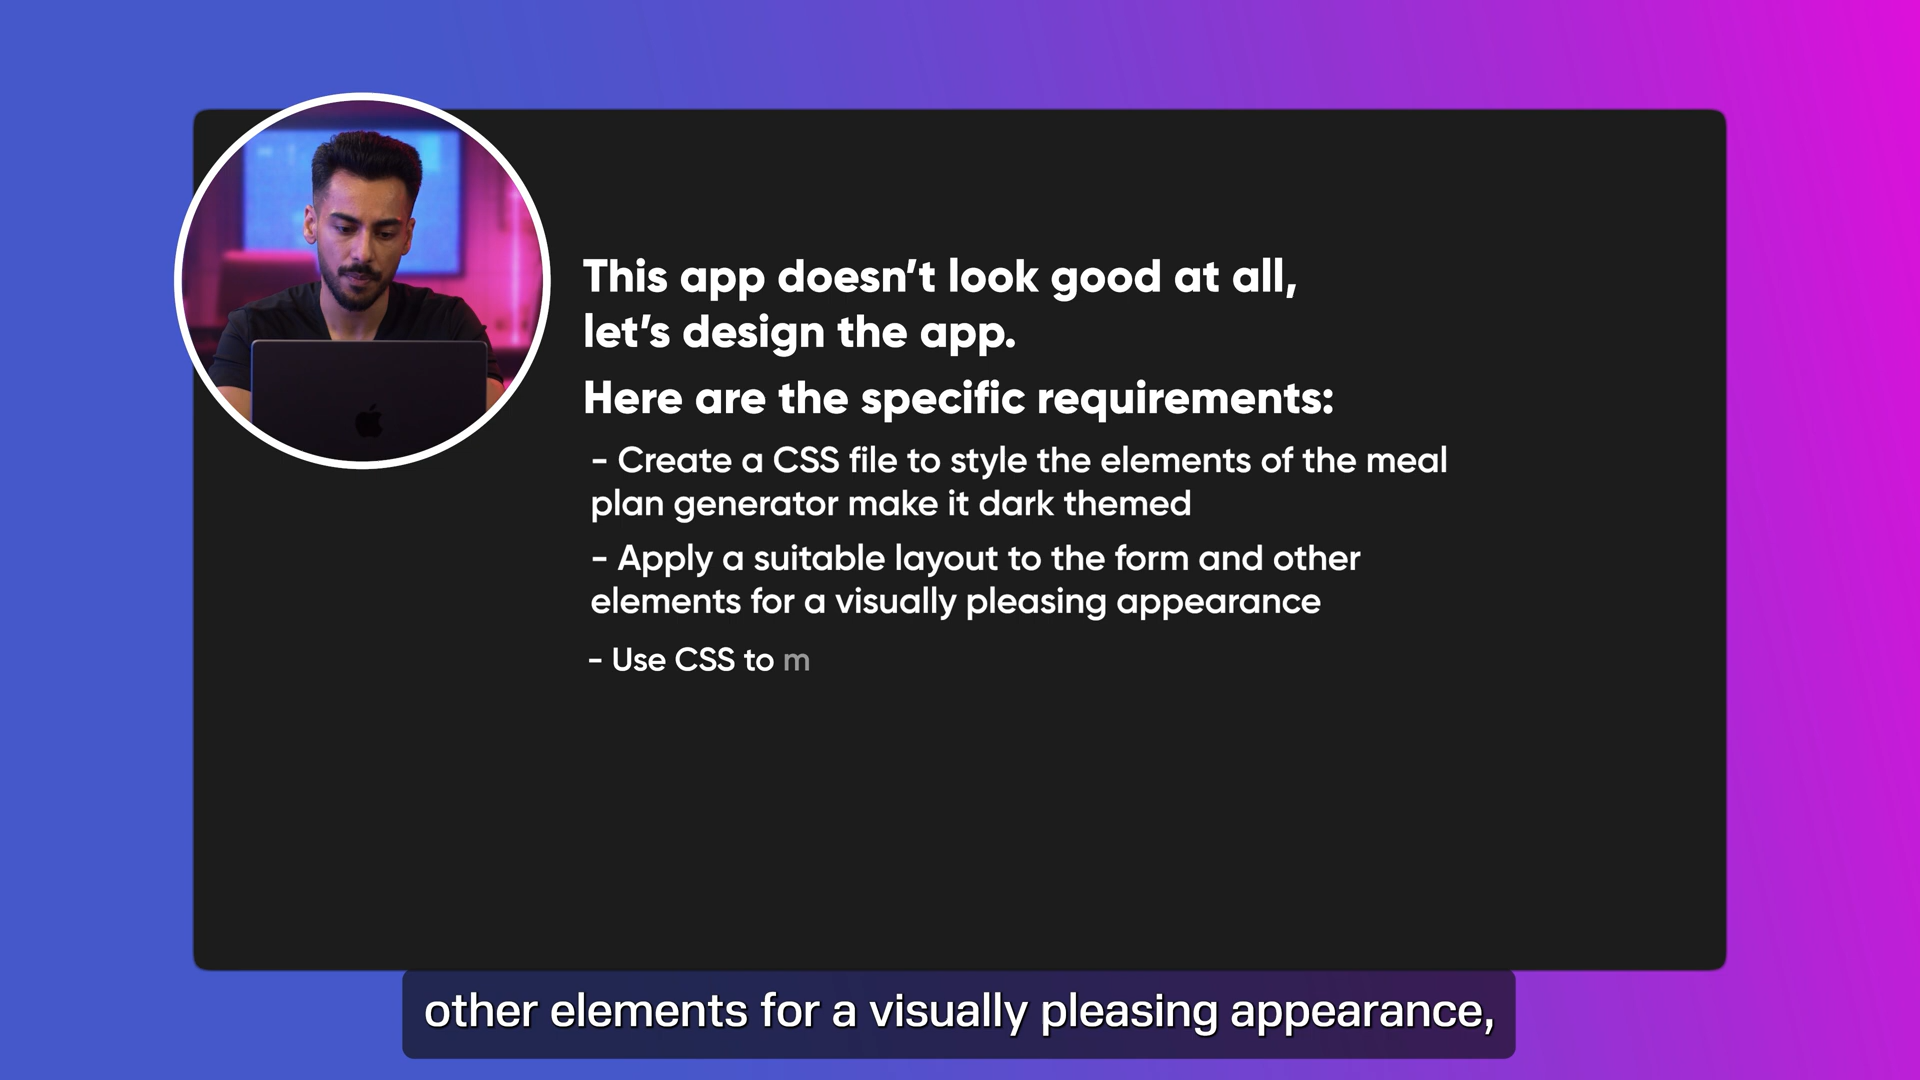 This app doesn’t look good at all,
let’s design the app.
Here are the specific requirements:
- Create a CSS file to style the elements of the meal
plan generator make it dark themed
- Apply a suitable layout to the form and other
elements for a visually pleasing appearance
- Use CSS to m
other elements for a visually pleasing appearance,